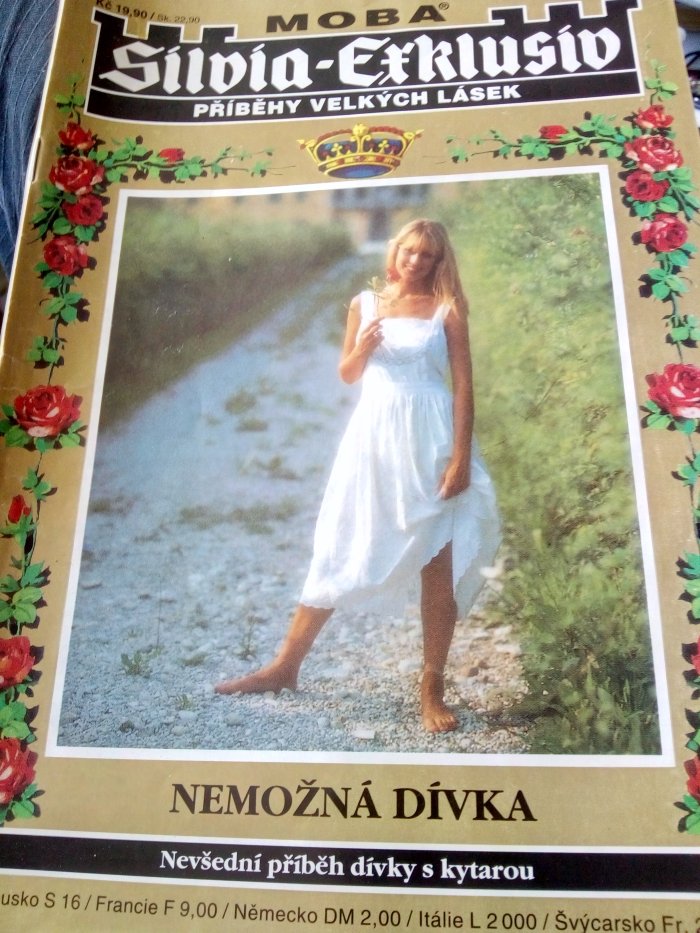 Kč 19,90 / Sk. 22,90
MOBA®
Silvia-Exklusiv
PŘÍBĚHY VELKÝCH LÁSEK
NEMOŽNÁ DÍVKA
Nevšední příběh dívky s kytarou
usko S 16 / Francie F 9,00 / Německo DM 2,00 / Itálie L 2 000 / Švýcarsko Fr.